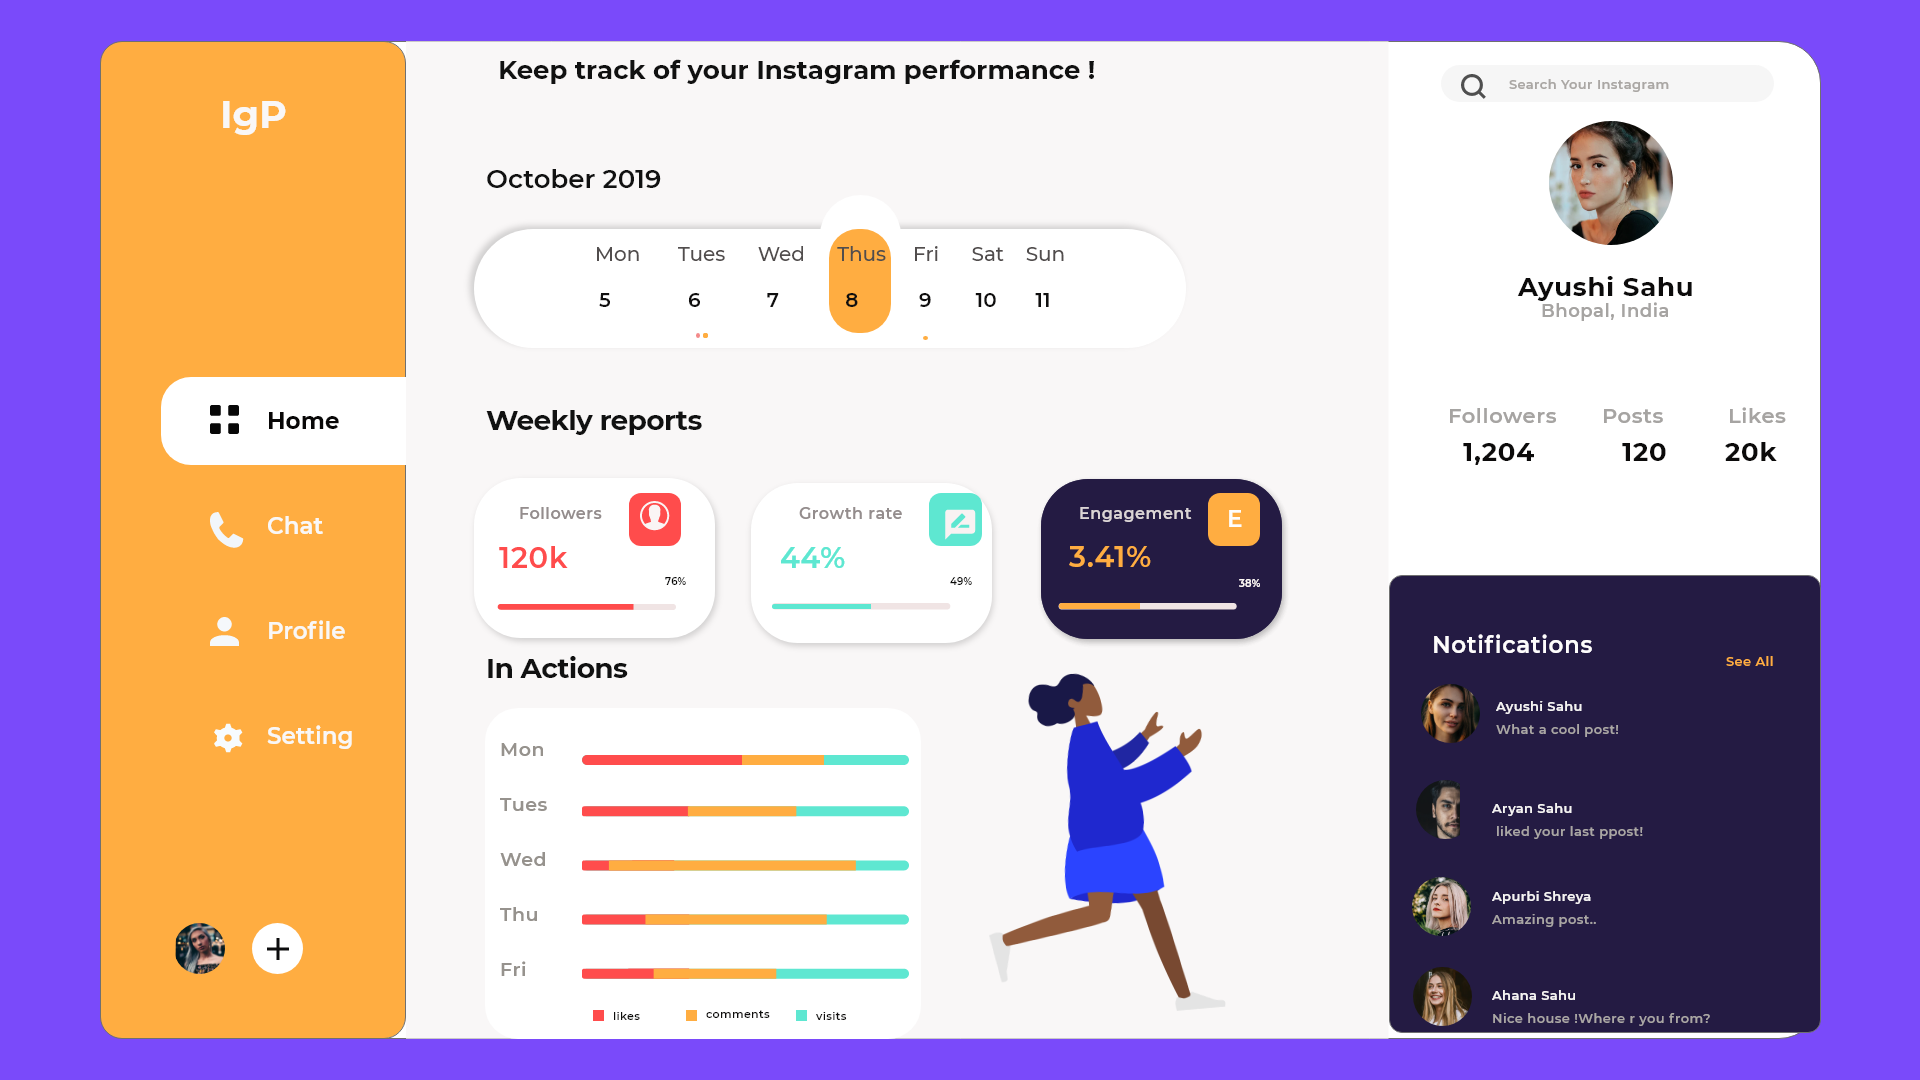 IgP
Home
Chat
Profile
Setting
Keep track of your Instagram performance !
October 2019
Mon Tues Wed Thus Fri Sat Sun
5 6 7 8 9 10 11
Weekly reports
Followers
120k
76%
Growth rate
44%
49%
Engagement
E
3.41%
38%
In Actions
Mon
Tues
Wed
Thu
Fri
likes comments visits
Search Your Instagram
Ayushi Sahu
Bhopal, India
Followers Posts Likes
1,204 120 20k
Notifications
See All
Ayushi Sahu
What a cool post!
Aryan Sahu
liked your last ppost!
Apurbi Shreya
Amazing post..
Ahana Sahu
Nice house !Where r you from?